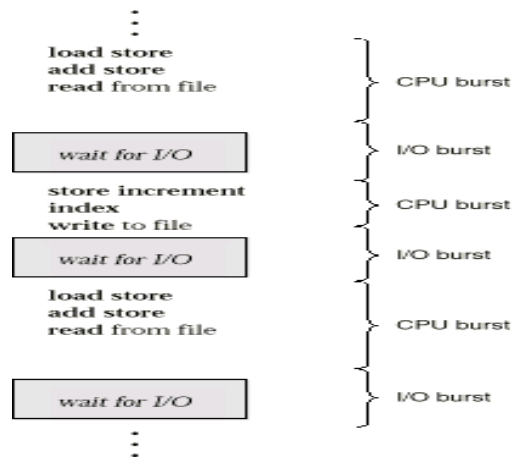 load store
add store
read from file
CPU burst
wait for I/O
I/O burst
store increment
index
write to file
CPU burst
wait for I/O
I/O burst
load store
add store
read from file
CPU burst
wait for I/O
I/O burst